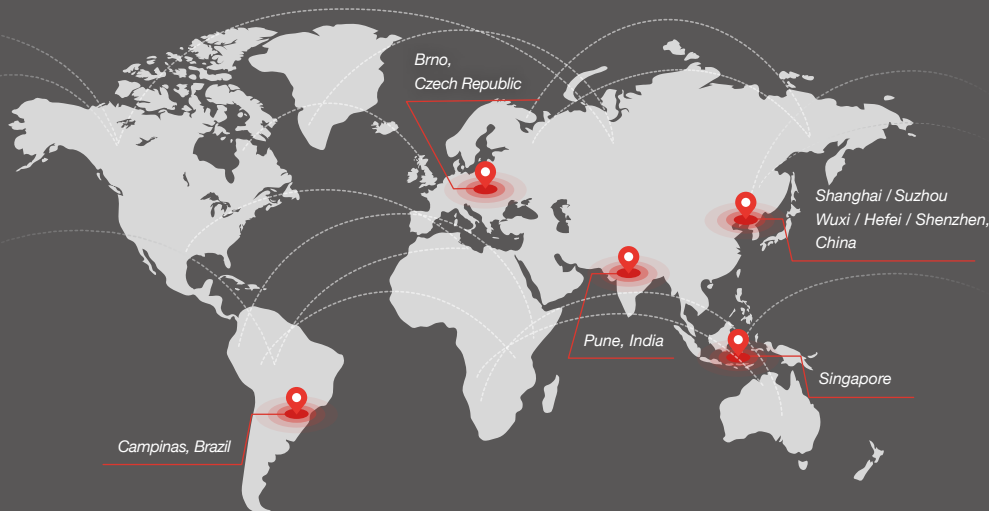 Brno,
Czech Republic
Shanghai / Suzhou
Wuxi / Hefei / Shenzhen,
China
Pune, India
Singapore
Campinas, Brazil